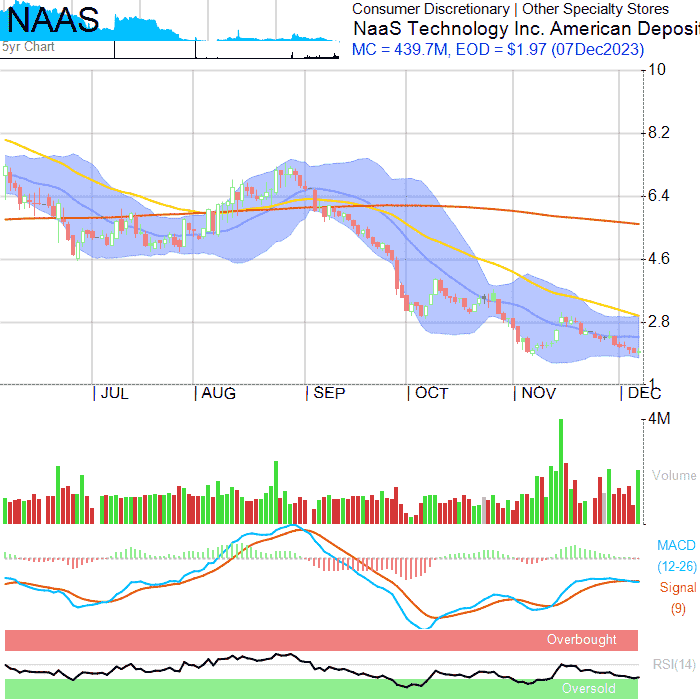 NAAS
5yr Chart
Consumer Discretionary | Other Specialty Stores
NaaS Technology Inc. American Deposit
MC = 439.7M, EOD = $1.97 (07Dec2023)
10
8.2
6.4
4.6
2.8
1
JUL AUG SEP OCT NOV DEC
4M
Volume
MACD
(12-26)
Signal
(9)
Overbought
RSI(14)
Oversold